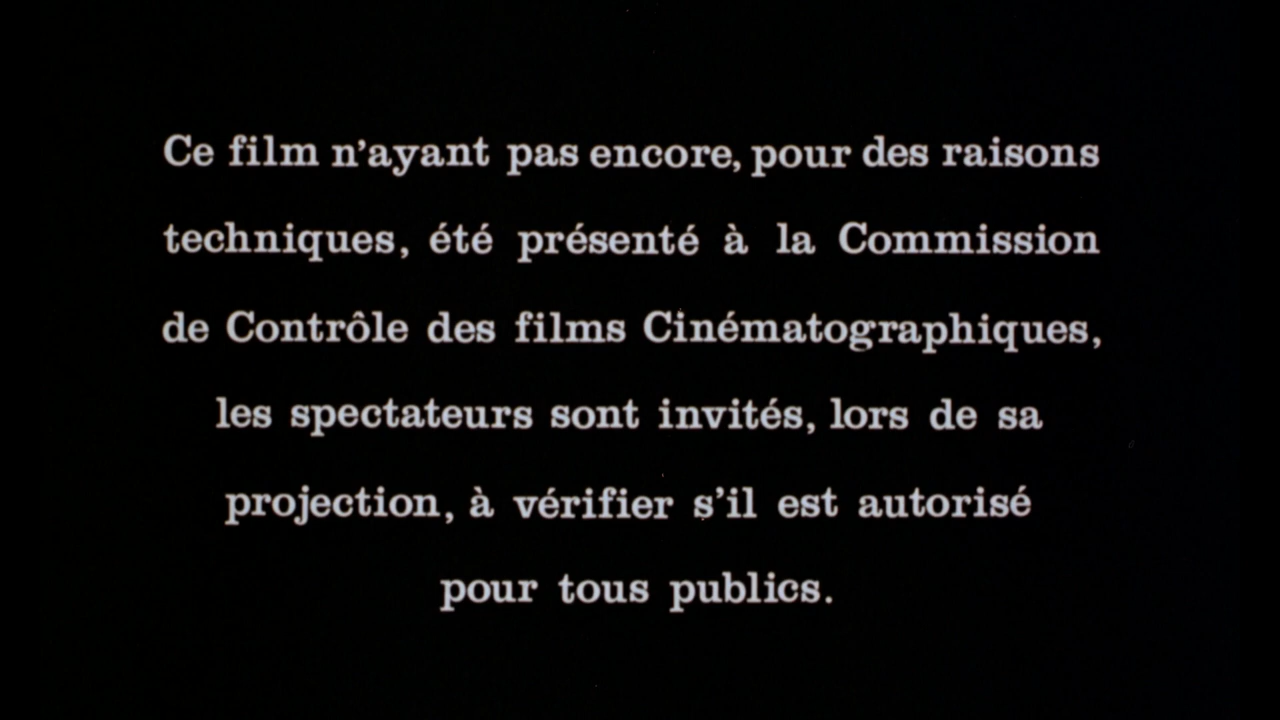 Ce film n'ayant pas encore, pour des raisons
techniques, été présenté à la Commission
de Contrôle des films Cinématographiques,
les spectateurs sont invités, lors de sa
projection, à vérifier s'il est autorisé
pour tous publics.